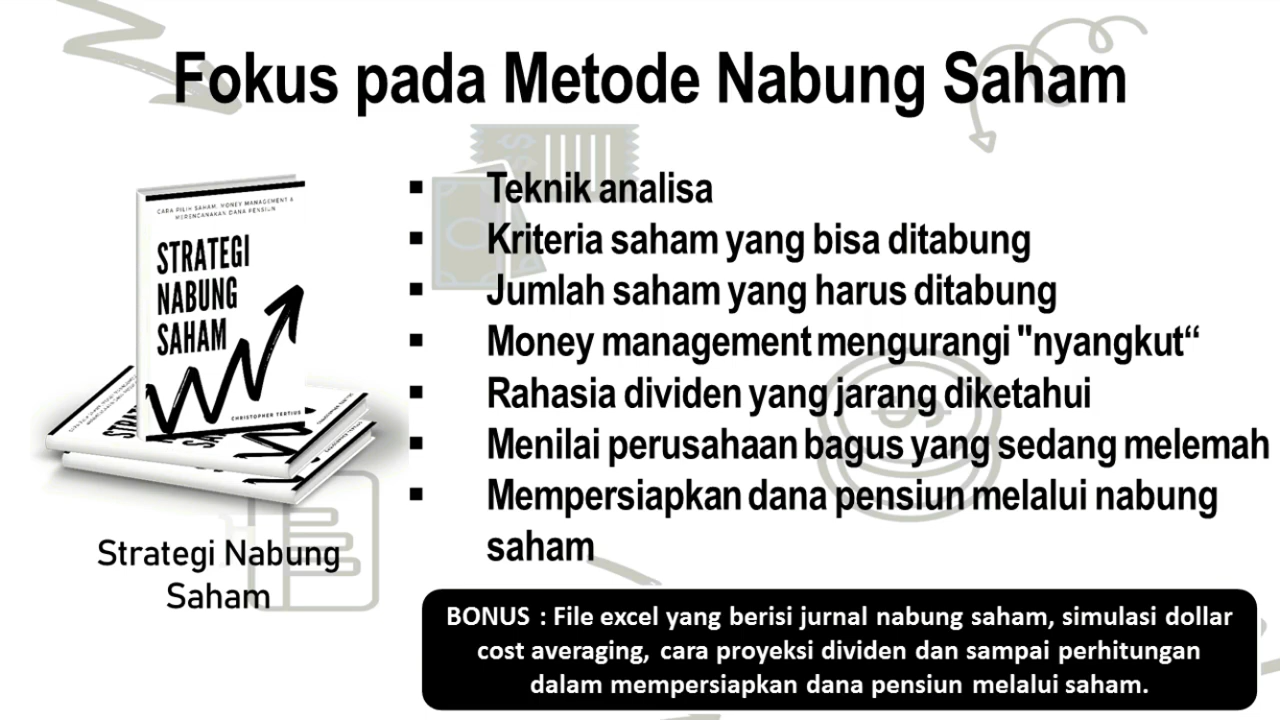 Fokus pada Metode Nabung Saham
CARA PILIH SAHAM, MONEY MANAGEMENT &
MERENCANAKAN DANA PENSIUN
STRATEGI
NABUNG
SAHAM
CHRISTOPHER TERTIUS
Strategi Nabung
Saham
▪ Teknik analisa
▪ Kriteria saham yang bisa ditabung
▪ Jumlah saham yang harus ditabung
▪ Money management mengurangi "nyangkut“
▪ Rahasia dividen yang jarang diketahui
▪ Menilai perusahaan bagus yang sedang melemah
▪ Mempersiapkan dana pensiun melalui nabung
saham
BONUS : File excel yang berisi jurnal nabung saham, simulasi dollar
cost averaging, cara proyeksi dividen dan sampai perhitungan
dalam mempersiapkan dana pensiun melalui saham.